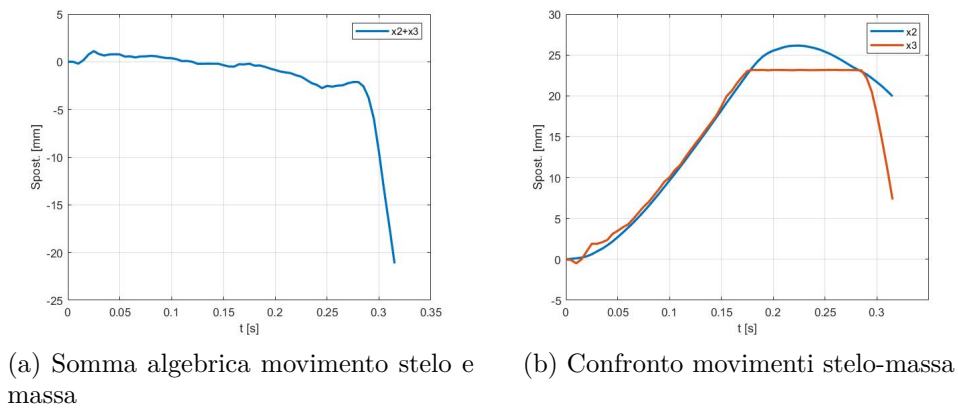 5
0
-5
-10
-15
-20
-25
Spost. [mm]
0 0.05 0.1 0.15 0.2 0.25 0.3 0.35
t [s]
x2+x3
(a) Somma algebrica movimento stelo e
massa
30
25
20
15
10
5
0
-5
Spost. [mm]
0 0.05 0.1 0.15 0.2 0.25 0.3
t [s]
x2
x3
(b) Confronto movimenti stelo-massa